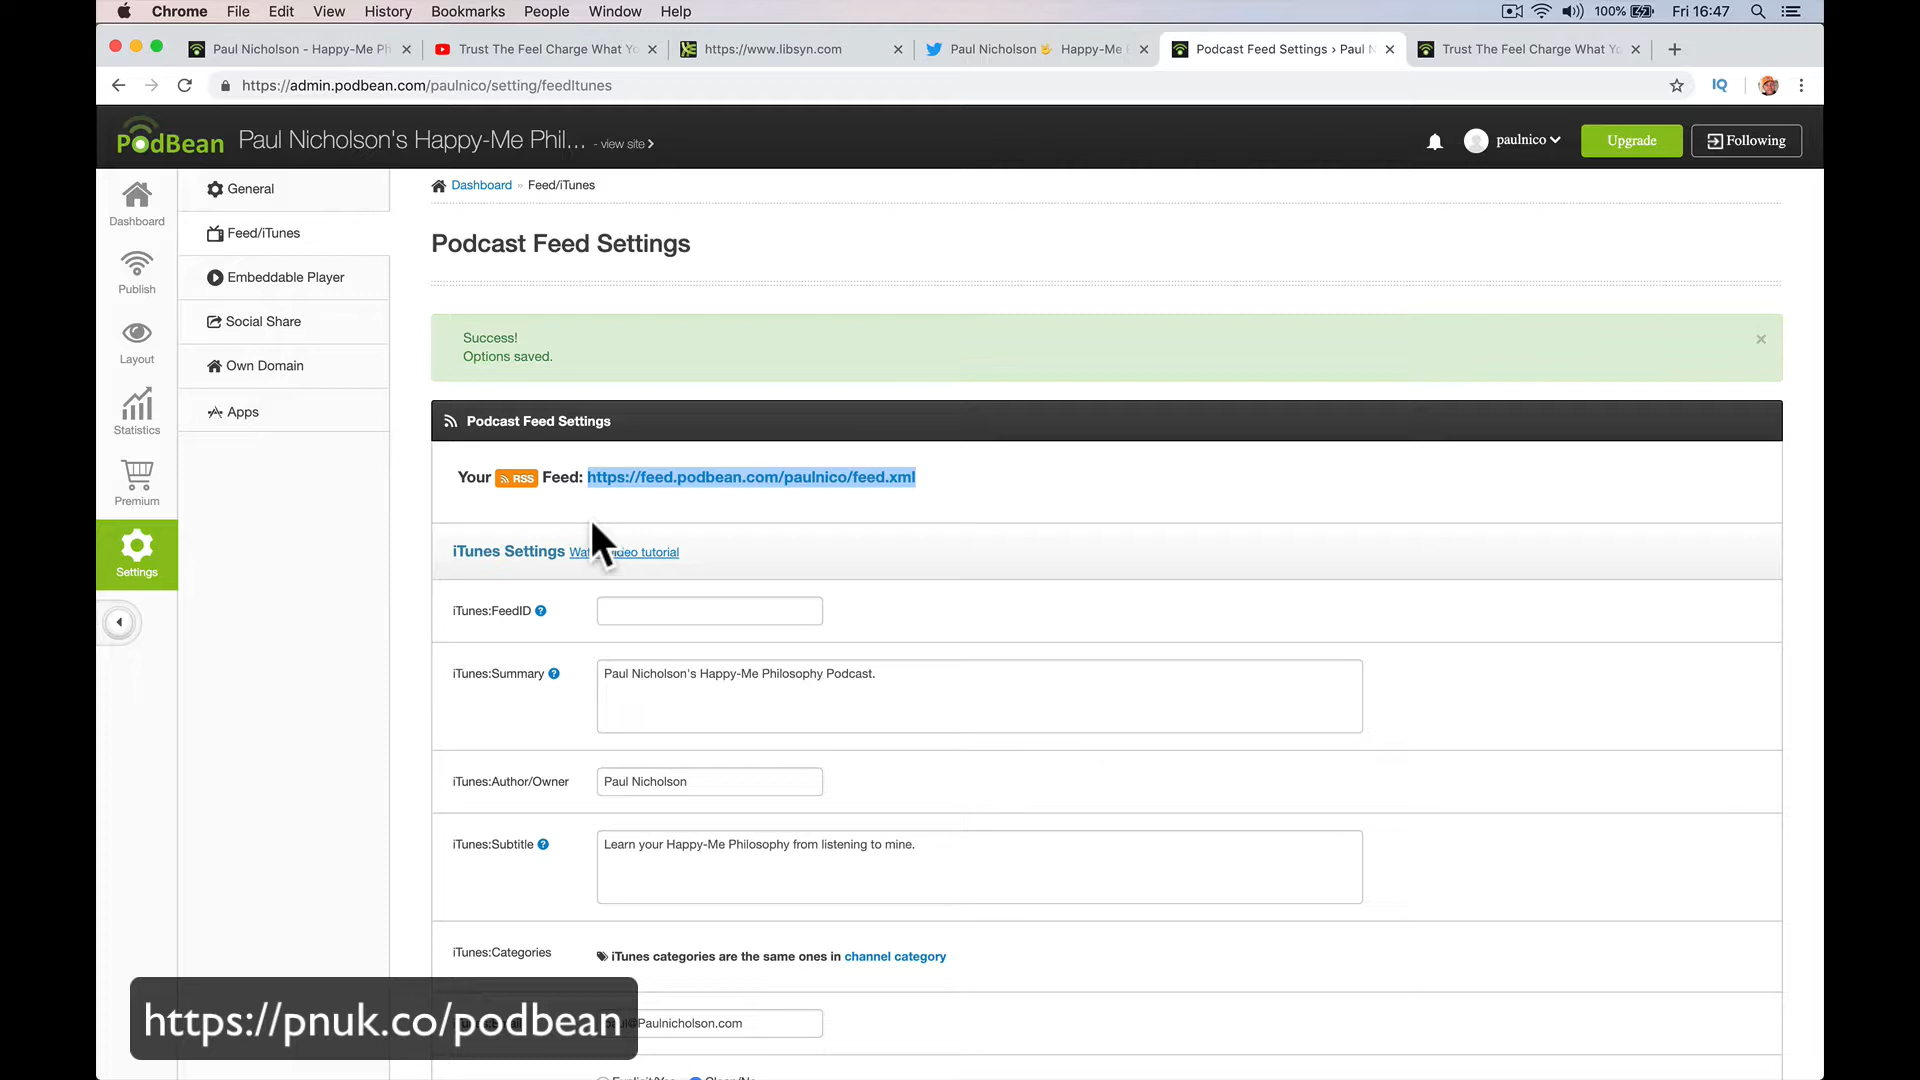 Chrome File Edit View History Bookmarks People Window Help 100% Fri 16:47
Paul Nicholson - Happy-Me Ph
Trust The Feel Charge What Yo
https://www.libsyn.com
Paul Nicholson 🤟 Happy-Me
Podcast Feed Settings › Paul N
Trust The Feel Charge What Yo
https://admin.podbean.com/paulnico/setting/feedItunes
IQ
PodBean Paul Nicholson's Happy-Me Phil... - view site
paulnico
Upgrade
Following
Dashboard
Publish
Layout
Statistics
Premium
Settings
General
Feed/iTunes
Embeddable Player
Social Share
Own Domain
Apps
Dashboard » Feed/iTunes
Podcast Feed Settings
Success!
Options saved.
×
Podcast Feed Settings
Your RSS Feed: https://feed.podbean.com/paulnico/feed.xml
iTunes Settings tutorial
iTunes:FeedID ?
iTunes:Summary ? Paul Nicholson's Happy-Me Philosophy Podcast.
iTunes:Author/Owner Paul Nicholson
iTunes:Subtitle ? Learn your Happy-Me Philosophy from listening to mine.
iTunes:Categories iTunes categories are the same ones in channel category
@Paulnicholson.com
https://pnuk.co/podbean